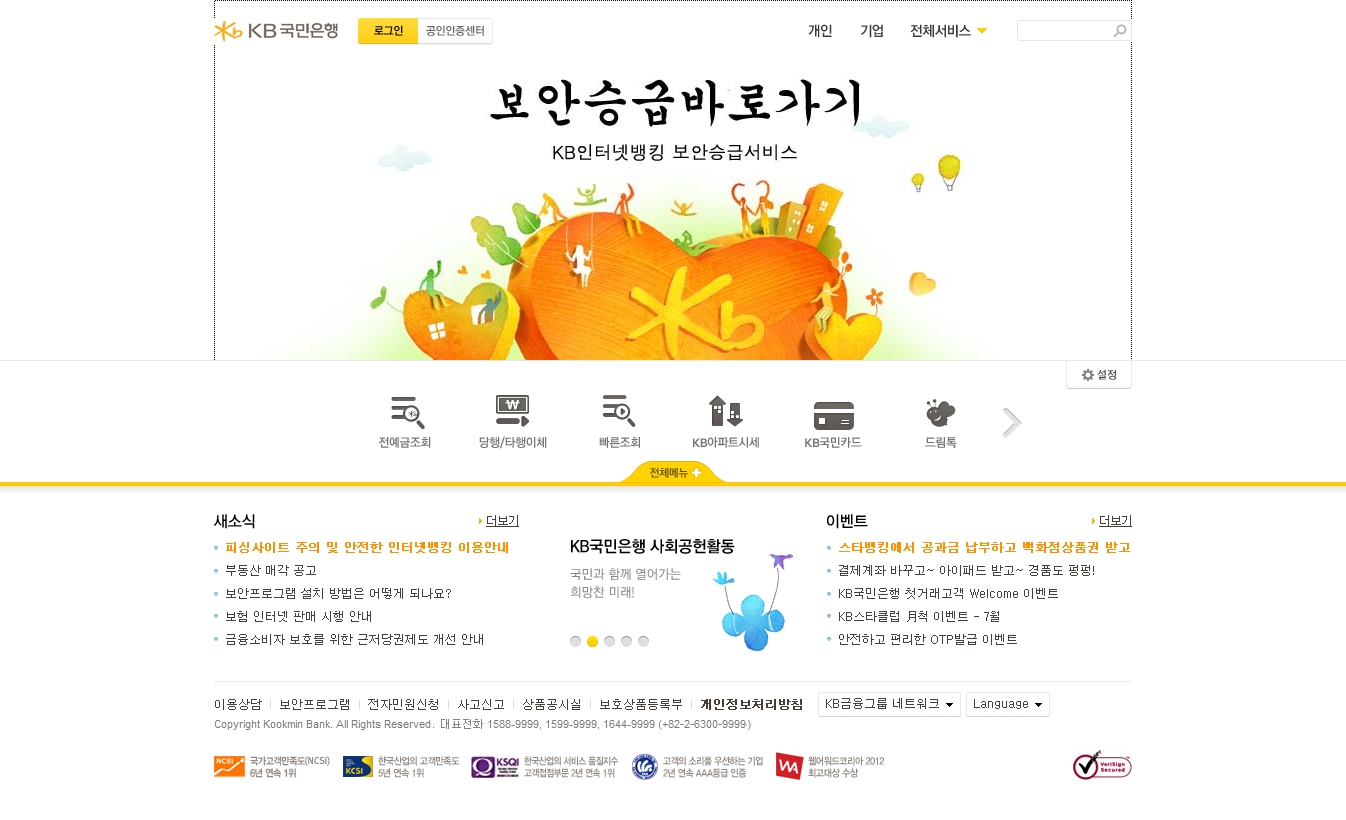 KB 국민은행
로그인
공인인증센터
개인
기업
전체서비스
보안승급바로가기
KB인터넷뱅킹 보안승급서비스
설정
전예금조회
당행/타행이체
빠른조회
KB아파트시세
KB국민카드
드림톡
전체메뉴
새소식
더보기
피싱사이트 주의 및 안전한 인터넷뱅킹 이용안내
부동산 매각 공고
보안프로그램 설치 방법은 어떻게 되나요?
보험 인터넷 판매 시행 안내
금융소비자 보호를 위한 근저당권제도 개선 안내
KB국민은행 사회공헌활동
국민과 함께 열어가는
희망찬 미래!
이벤트
더보기
스타뱅킹에서 공과금 납부하고 백화점상품권 받고
결제계좌 바꾸고~ 아이패드 받고~ 경품도 펑펑!
KB국민은행 첫거래고객 Welcome 이벤트
KB스타클럽 月척 이벤트 - 7월
안전하고 편리한 OTP발급 이벤트
이용상담
보안프로그램
전자민원신청
사고신고
상품공시실
보호상품등록부
개인정보처리방침
KB금융그룹 네트워크
Language
Copyright Kookmin Bank. All Rights Reserved. 대표전화 1588-9999, 1599-9999, 1644-9999 (+82-2-6300-9999)
NCSI
국가고객만족도(NCSI)
6년 연속 1위
KCSI
한국산업의 고객만족도
5년 연속 1위
KSQI
한국산업의 서비스 품질지수
고객접점부문 2년 연속 1위
고객의 소리를 우선하는 기업
2년 연속 AAA등급 인증
WA
웹어워드코리아 2012
최고대상 수상
VeriSign
Secured